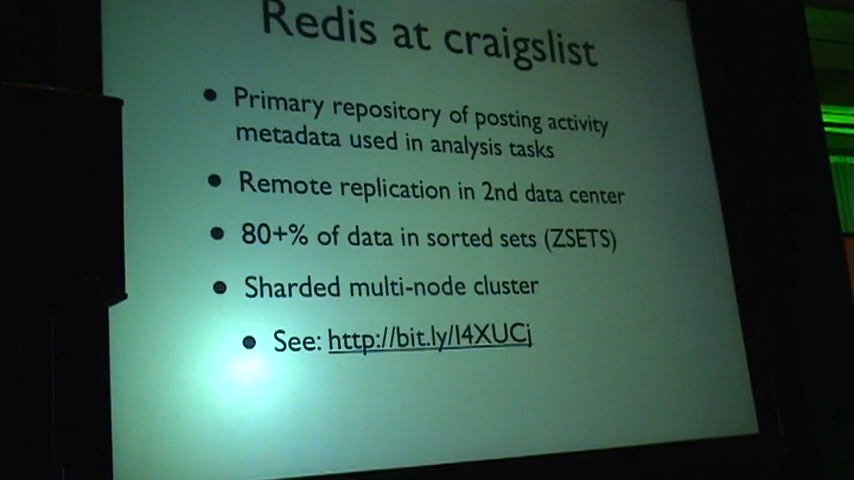 Redis at craigslist
• Primary repository of posting activity
metadata used in analysis tasks
• Remote replication in 2nd data center
• 80+% of data in sorted sets (ZSETS)
• Sharded multi-node cluster
• See: http://bit.ly/l4XUCj